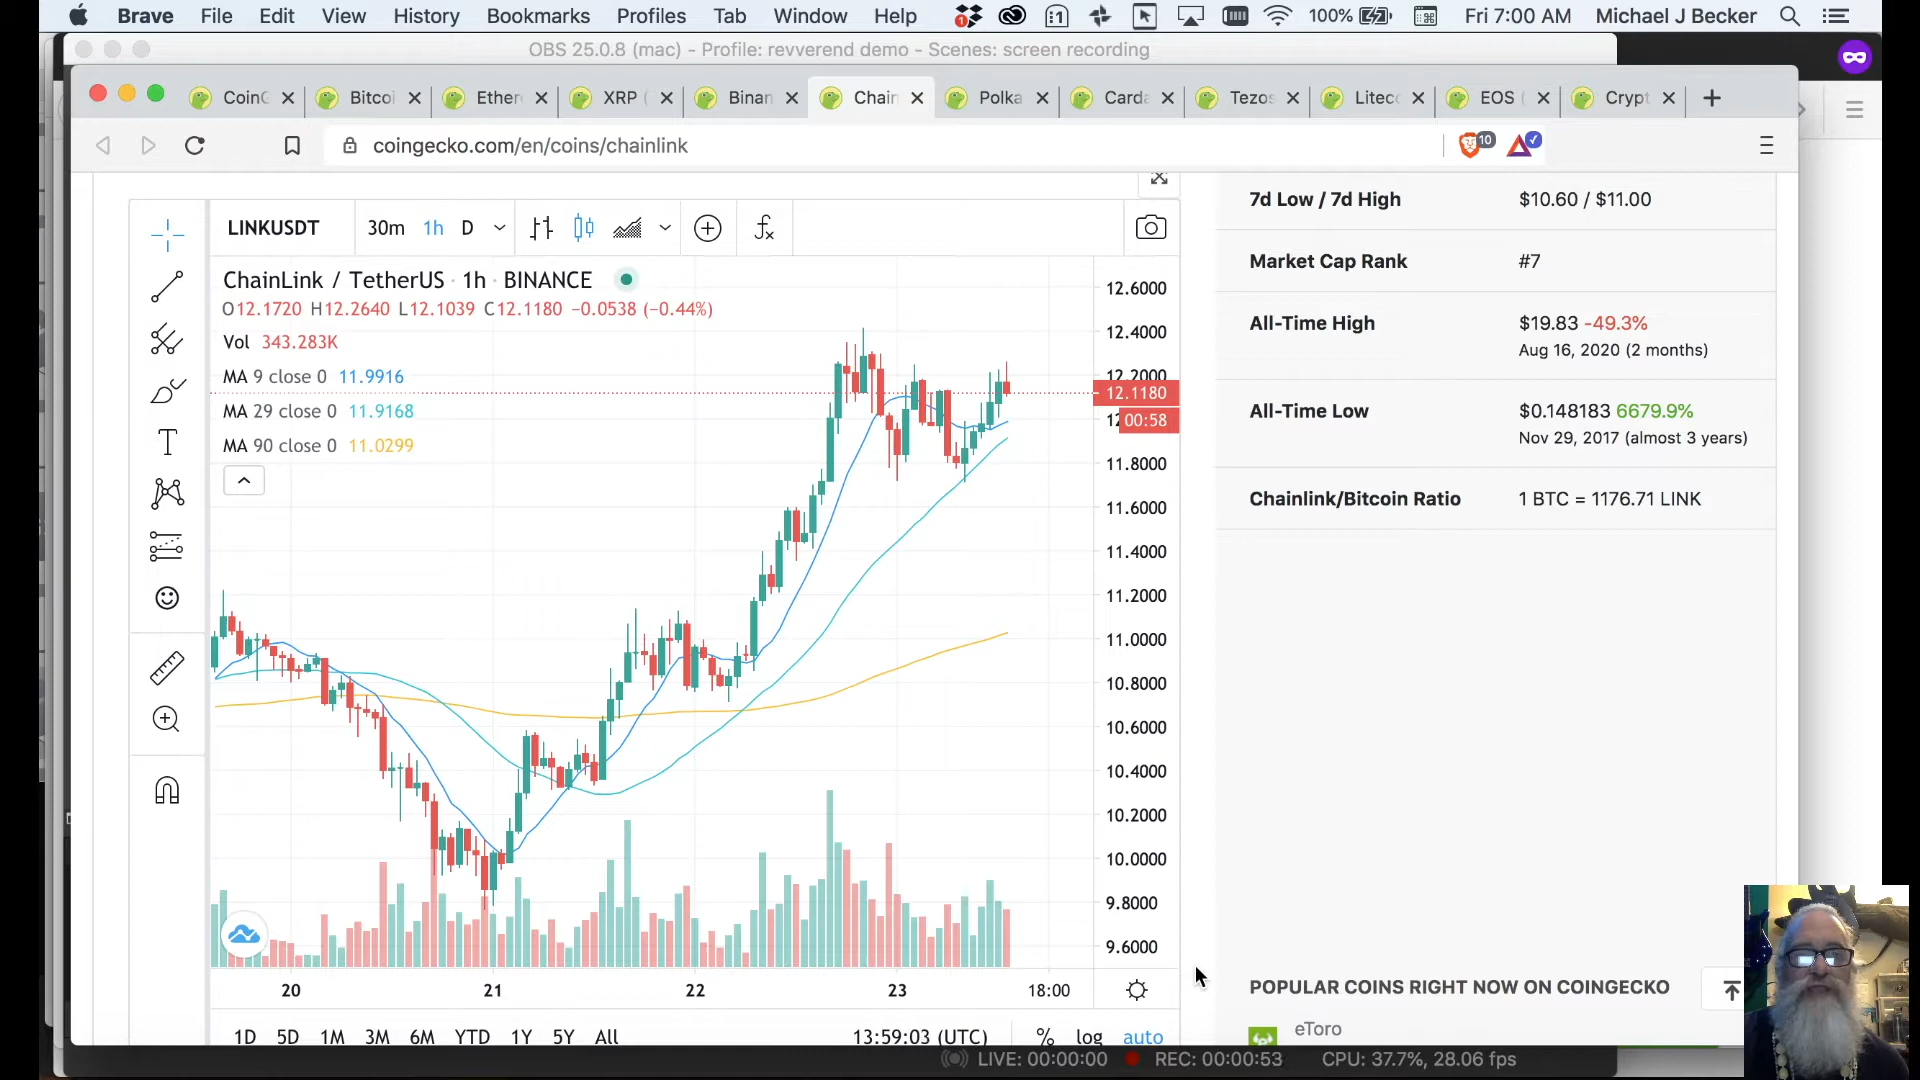 Brave File Edit View History Bookmarks Profiles Tab Window Help 1 1 100% Fri 7:00 AM Michael J Becker
OBS 25.0.8 (mac) - Profile: revverend demo - Scenes: screen recording
CoinG Bitcoi Ether XRP ( Binan Chain Polka Carda Tezos Litec EOS ( Crypt
coingecko.com/en/coins/chainlink 10
LINKUSDT 30m 1h D
ChainLink / TetherUS · 1h · BINANCE
O12.1720 H12.2640 L12.1039 C12.1180 −0.0538 (−0.44%)
Vol 343.283K
MA 9 close 0 11.9916
MA 29 close 0 11.9168
MA 90 close 0 11.0299
12.6000
12.4000
12.2000
12.1180
00:58
11.8000
11.6000
11.4000
11.2000
11.0000
10.8000
10.6000
10.4000
10.2000
10.0000
9.8000
9.6000
20 21 22 23 18:00
1D 5D 1M 3M 6M YTD 1Y 5Y All 13:59:03 (UTC) % log auto
7d Low / 7d High $10.60 / $11.00
Market Cap Rank #7
All-Time High $19.83 -49.3%
Aug 16, 2020 (2 months)
All-Time Low $0.148183 6679.9%
Nov 29, 2017 (almost 3 years)
Chainlink/Bitcoin Ratio 1 BTC = 1176.71 LINK
POPULAR COINS RIGHT NOW ON COINGECKO
eToro
LIVE: 00:00:00 REC: 00:00:53 CPU: 37.7%, 28.06 fps